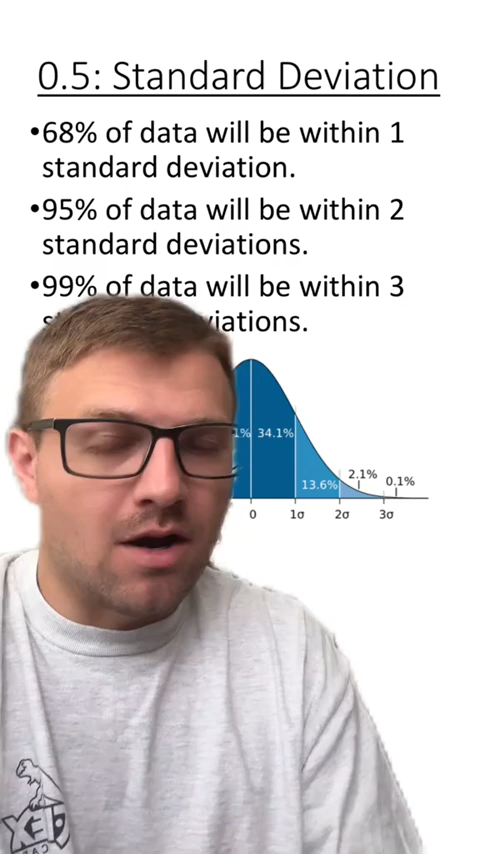 0.5: Standard Deviation
•68% of data will be within 1
standard deviation.
•95% of data will be within 2
standard deviations.
•99% of data will be within 3
1% 34.1%
13.6% 2.1% 0.1%
0 1σ 2σ 3σ